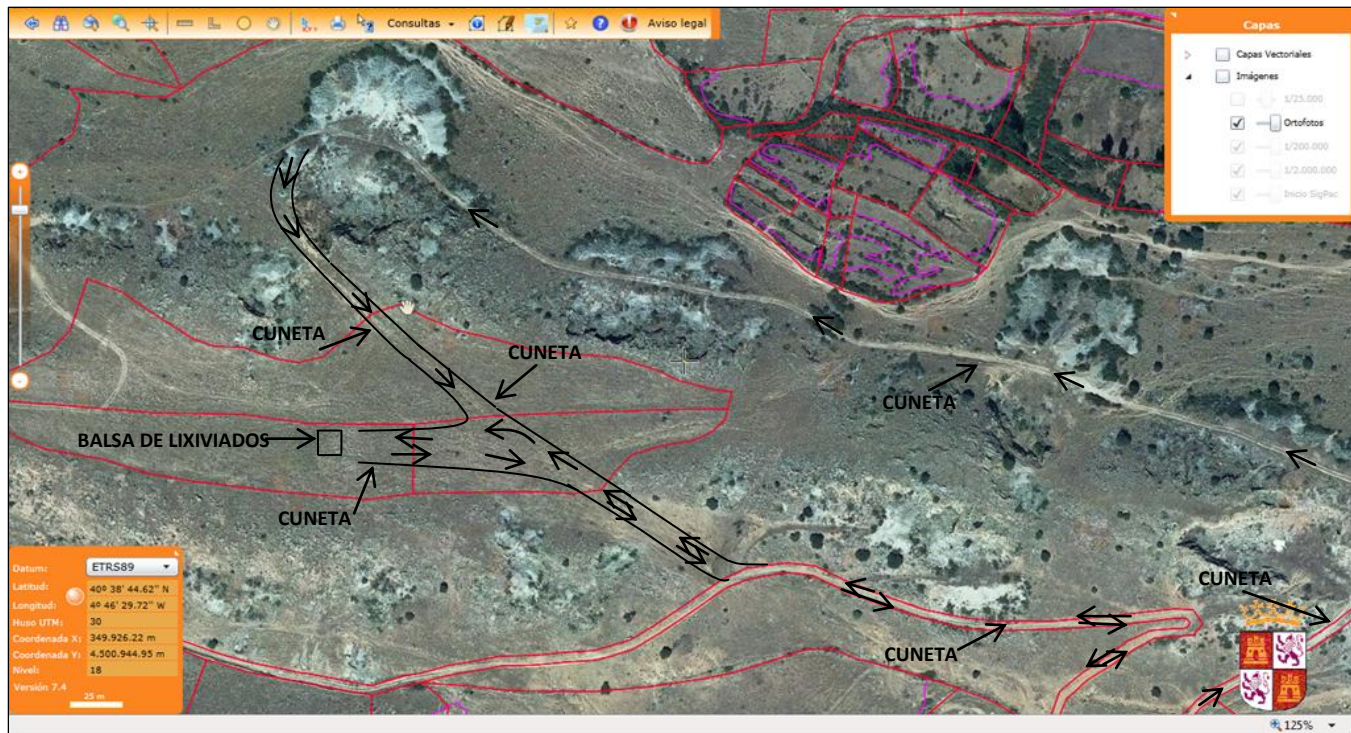 Consultas
Aviso legal
Capas
Capas Vectoriales
Imágenes
1/25.000
Ortofotos
1/200.000
1/2.000.000
Inicio SigPac
CUNETA
CUNETA
CUNETA
BALSA DE LIXIVIADOS
CUNETA
CUNETA
CUNETA
Datum: ETRS89
Latitud: 40º 38' 44.62'' N
Longitud: 4º 46' 29.72'' W
Huso UTM: 30
Coordenada X: 349.926.22 m
Coordenada Y: 4.500.944.95 m
Nivel: 18
Versión 7.4
25 m
125%